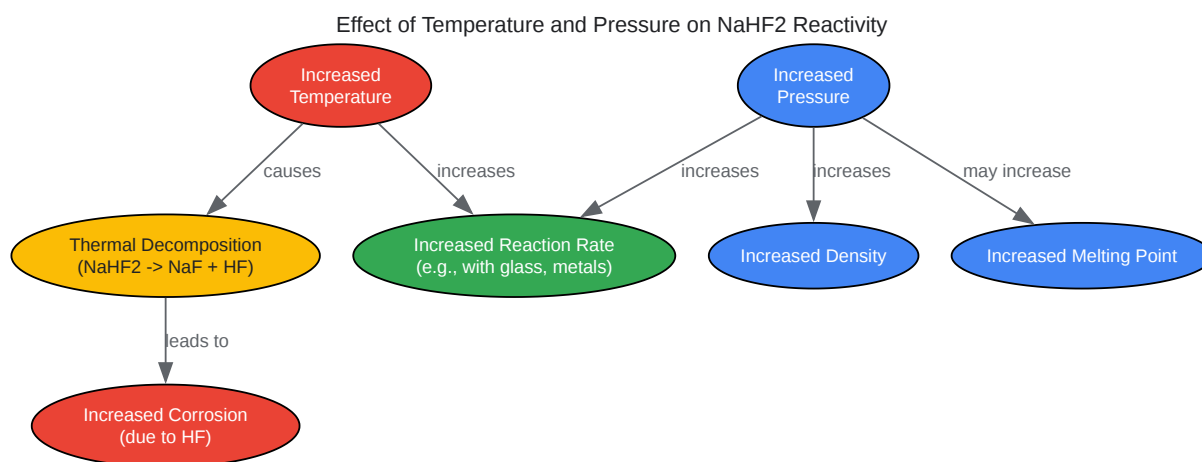 Effect of Temperature and Pressure on NaHF2 Reactivity
Increased
Temperature
Increased
Pressure
causes
increases
increases
increases
may increase
Thermal Decomposition
(NaHF2 -> NaF + HF)
Increased Reaction Rate
(e.g., with glass, metals)
Increased Density
Increased Melting Point
leads to
Increased Corrosion
(due to HF)